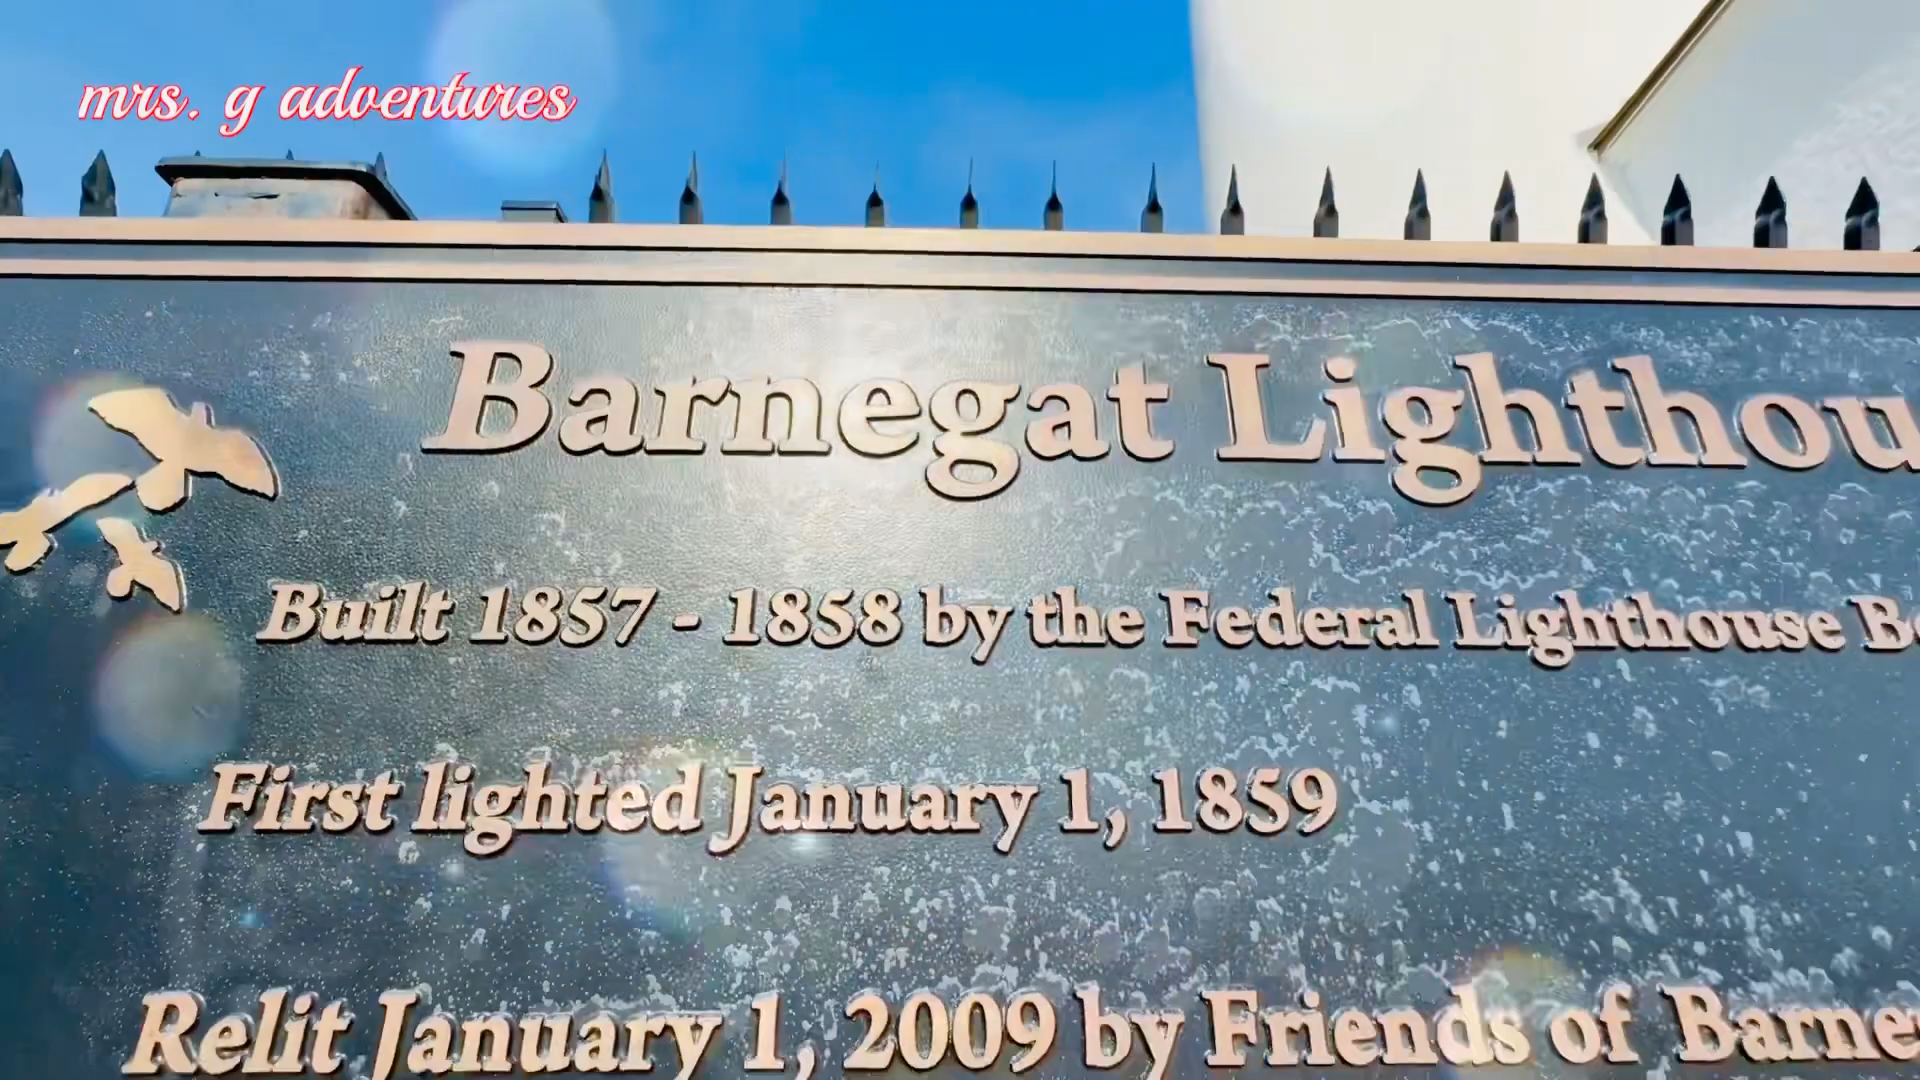 mrs. g adventures
Barnegat Lighthou
Built 1857 - 1858 by the Federal Lighthouse
First lighted January 1, 1859
Relit January 1, 2009 by Friends of Barne